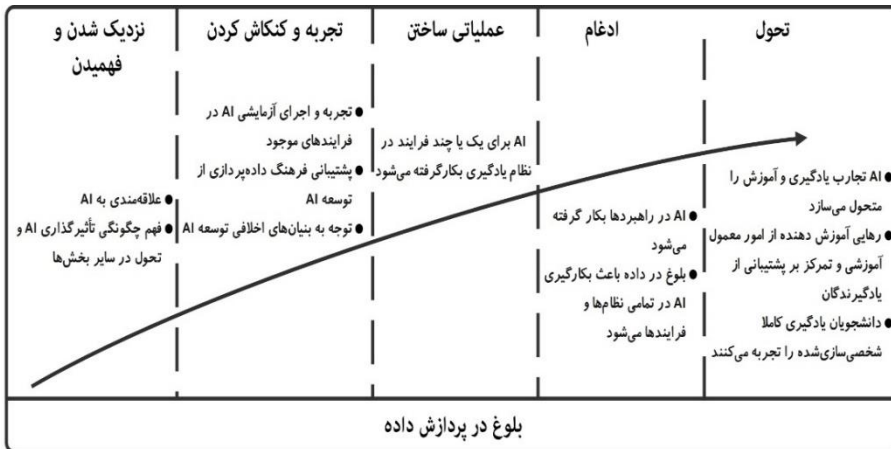 نزدیک شدن و
فهمیدن
تجربه و کنکاش کردن
عملیاتی ساختن
ادغام
تحول
● علاقه‌مندی به AI
● فهم چگونگی تأثیرگذاری AI و
تحول در سایر بخش‌ها
● تجربه و اجرای آزمایشی AI در
فرایندهای موجود
● پشتیبانی فرهنگ داده‌پردازی از
توسعه AI
● توجه به بنیان‌های اخلاقی توسعه AI
AI برای یک یا چند فرایند در
نظام یادگیری بکارگرفته می‌شود
● AI در راهبردها بکار گرفته
می‌شود
● بلوغ در داده باعث بکارگیری
AI در تمامی نظام‌ها و
فرایندها می‌شود
● AI تجارب یادگیری و آموزش را
متحول می‌سازد
● رهایی آموزش دهنده از امور معمول
آموزشی و تمرکز بر پشتیبانی از
یادگیرندگان
● دانشجویان یادگیری کاملا
شخصی‌سازی‌شده را تجربه می‌کنند
بلوغ در پردازش داده